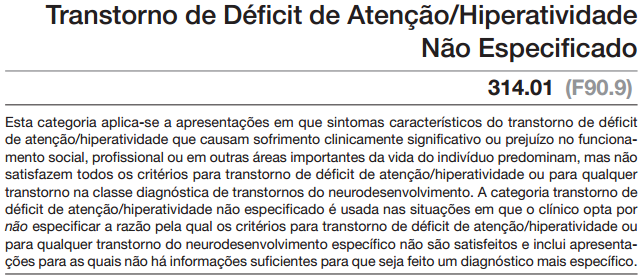 Transtorno de Déficit de Atenção/Hiperatividade
Não Especificado
314.01 (F90.9)
Esta categoria aplica-se a apresentações em que sintomas característicos do transtorno de déficit
de atenção/hiperatividade que causam sofrimento clinicamente significativo ou prejuízo no funciona-
mento social, profissional ou em outras áreas importantes da vida do indivíduo predominam, mas não
satisfazem todos os critérios para transtorno de déficit de atenção/hiperatividade ou para qualquer
transtorno na classe diagnóstica de transtornos do neurodesenvolvimento. A categoria transtorno de
déficit de atenção/hiperatividade não especificado é usada nas situações em que o clínico opta por
não especificar a razão pela qual os critérios para transtorno de déficit de atenção/hiperatividade ou
para qualquer transtorno do neurodesenvolvimento específico não são satisfeitos e inclui apresenta-
ções para as quais não há informações suficientes para que seja feito um diagnóstico mais específico.